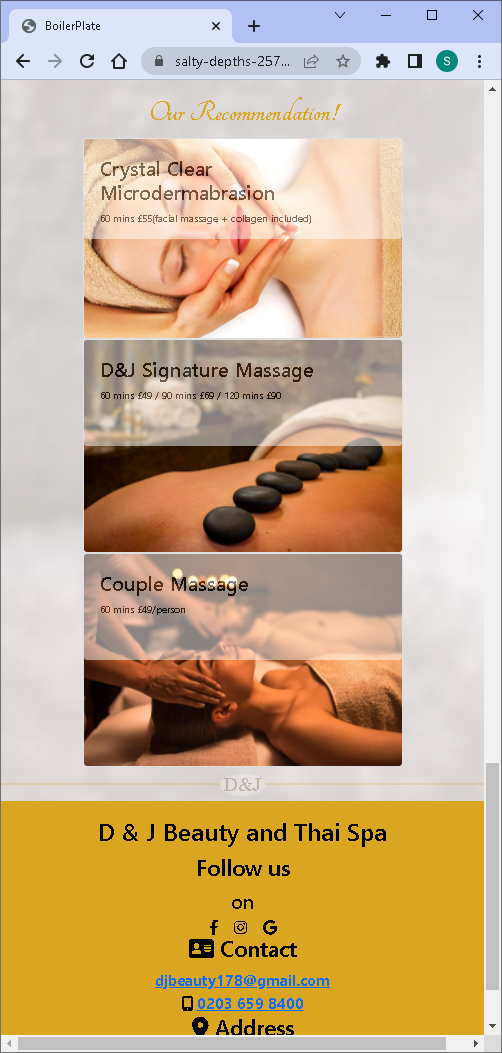 BoilerPlate
salty-depths-257...
S
Our Recommendation!
Crystal Clear
Microdermabrasion
60 mins £55(facial massage + collagen included)
D&J Signature Massage
60 mins £49 / 90 mins £69 / 120 mins £90
Couple Massage
60 mins £49/person
D&J
D & J Beauty and Thai Spa
Follow us
on
Contact
djbeauty178@gmail.com
0203 659 8400
Address